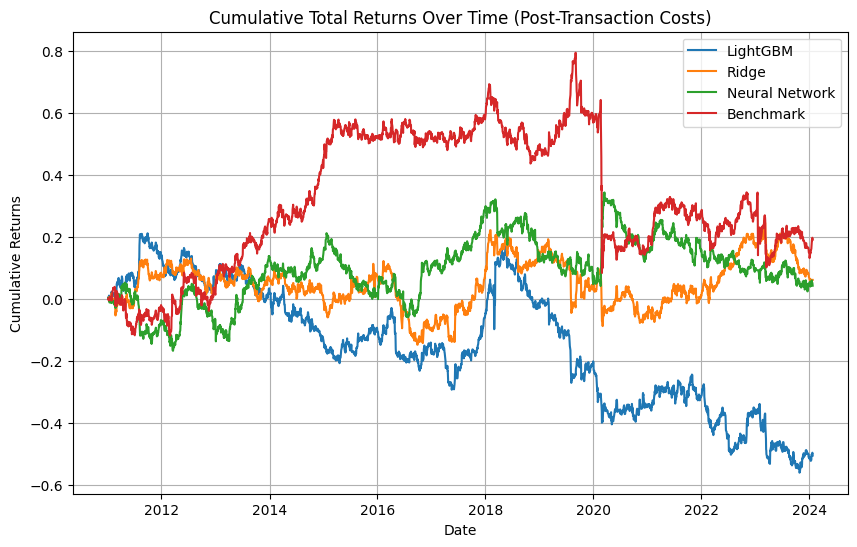 Cumulative Total Returns Over Time (Post-Transaction Costs)
LightGBM
Ridge
Neural Network
Benchmark
Cumulative Returns
0.8
0.6
0.4
0.2
0.0
−0.2
−0.4
−0.6
2012
2014
2016
2018
2020
2022
2024
Date